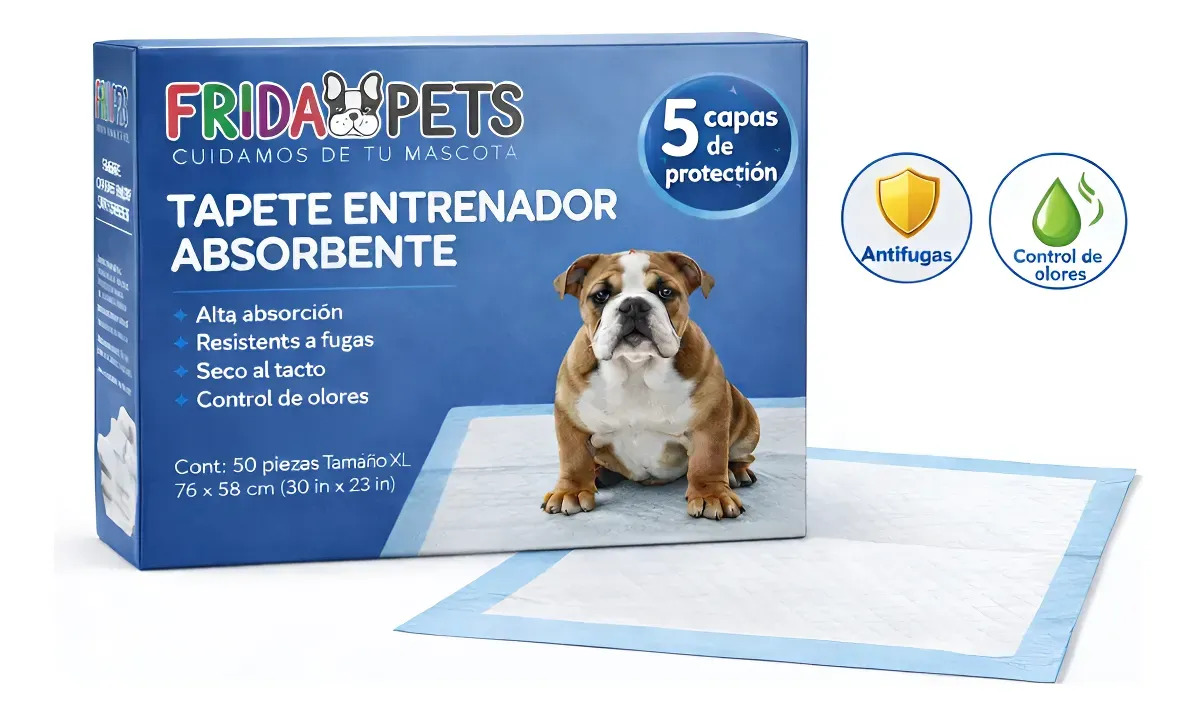 FRIDA PETS
CUIDAMOS DE TU MASCOTA
5 capas
de
protectión
TAPETE ENTRENADOR
ABSORBENTE
Alta absorción
Resistents a fugas
Seco al tacto
Control de olores
Cont: 50 piezas Tamaño XL
76 x 58 cm (30 in x 23 in)
Antifugas
Control de
olores